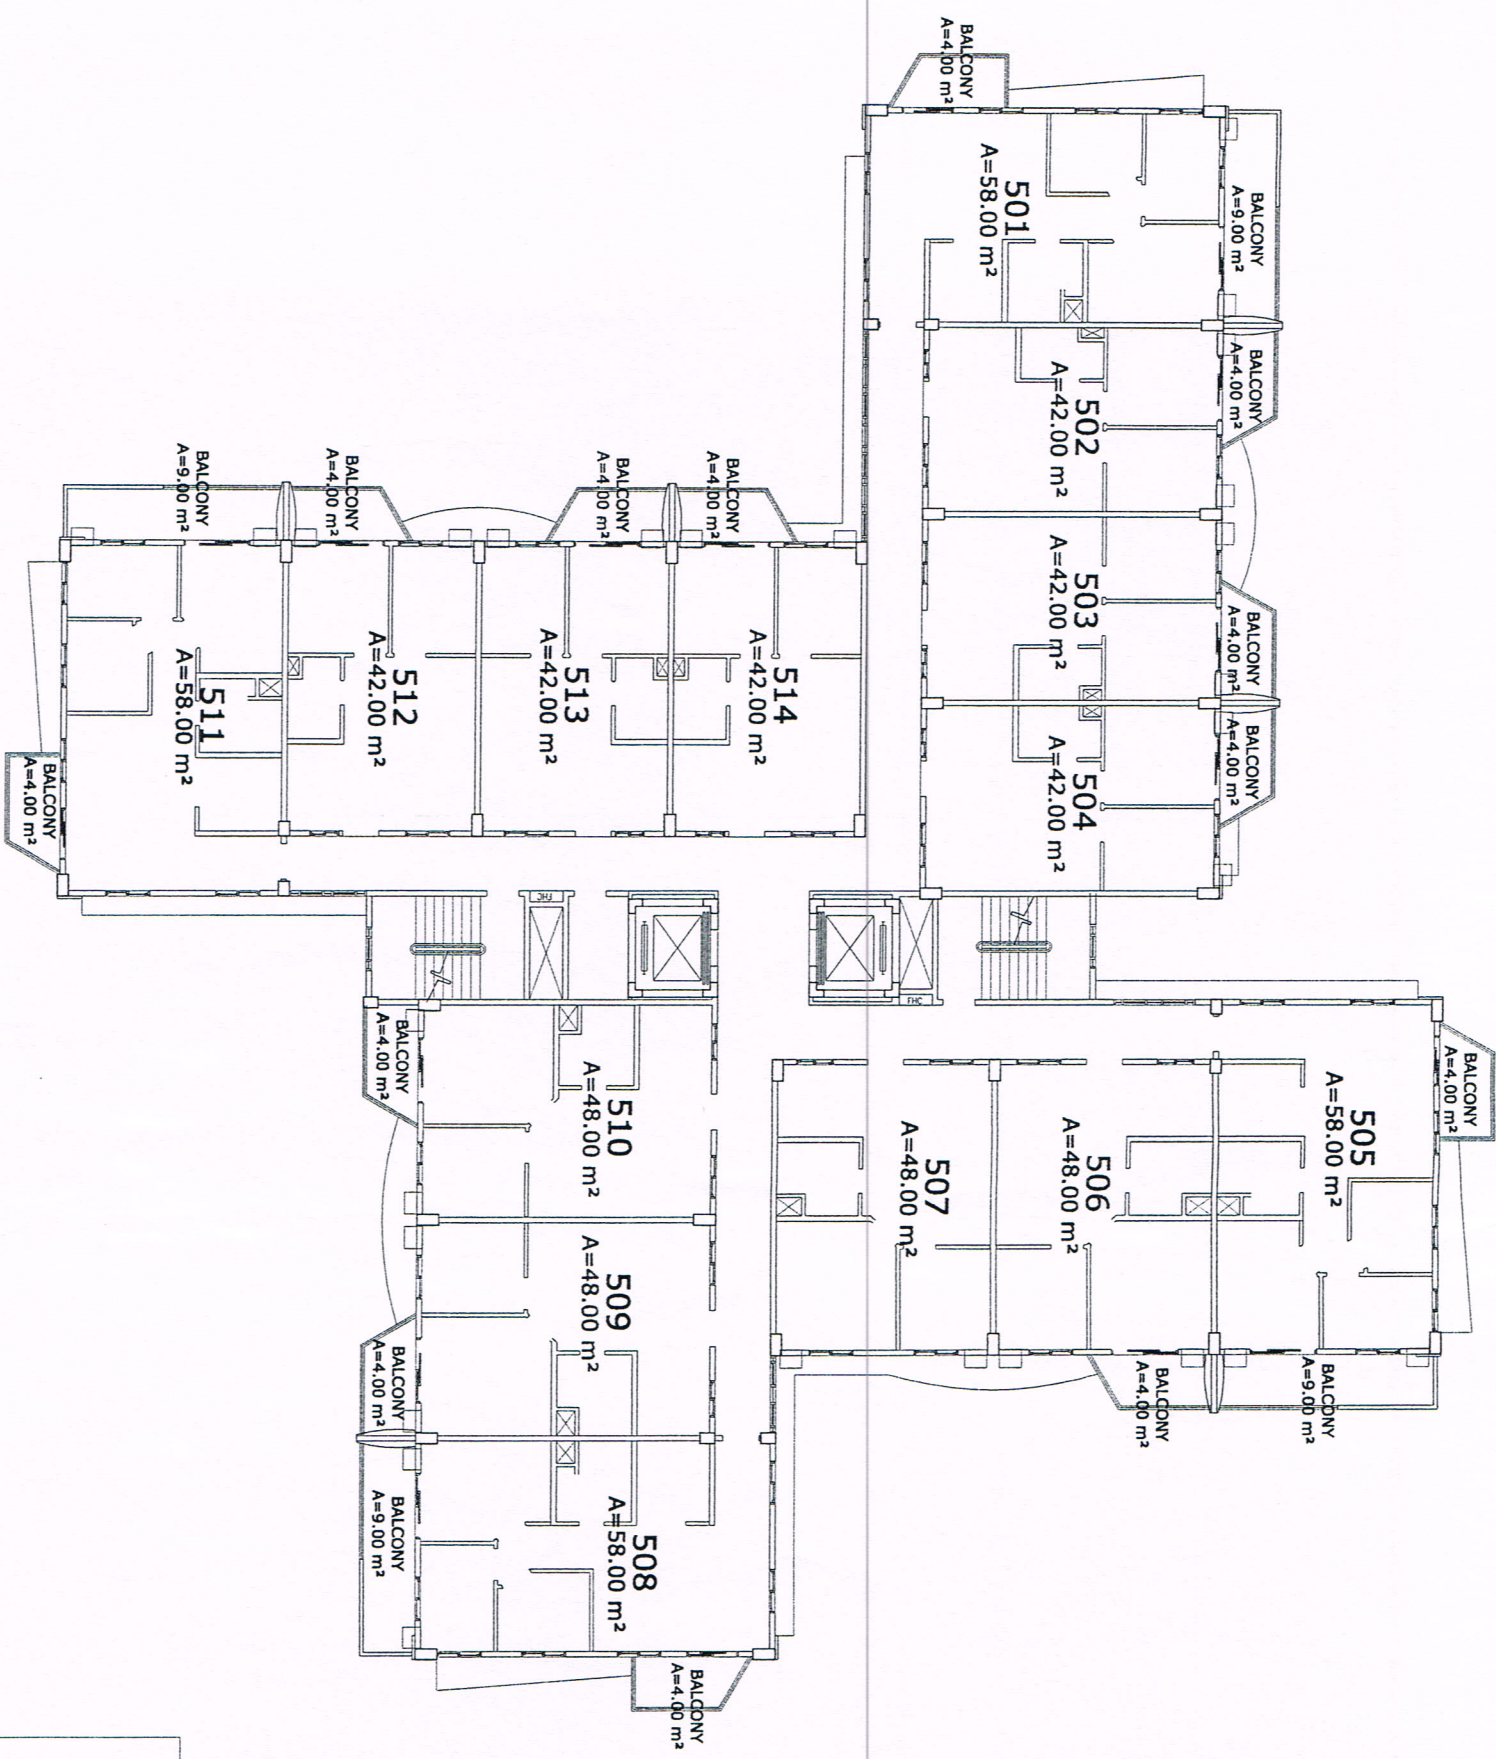 BALCONY
A=4.00 m²
501
A=58.00 m²
BALCONY
A=9.00 m²
BALCONY
A=4.00 m²
502
A=42.00 m²
503
A=42.00 m²
BALCONY
A=4.00 m²
BALCONY
A=4.00 m²
504
A=42.00 m²
BALCONY
A=9.00 m²
BALCONY
A=4.00 m²
BALCONY
A=4.00 m²
BALCONY
A=4.00 m²
511
A=58.00 m²
512
A=42.00 m²
513
A=42.00 m²
514
A=42.00 m²
BALCONY
A=4.00 m²
FHC
FHC
BALCONY
A=4.00 m²
510
A=48.00 m²
507
A=48.00 m²
506
A=48.00 m²
505
A=58.00 m²
BALCONY
A=4.00 m²
509
A=48.00 m²
BALCONY
A=4.00 m²
BALCONY
A=4.00 m²
BALCONY
A=9.00 m²
BALCONY
A=9.00 m²
508
A=58.00 m²
BALCONY
A=4.00 m²